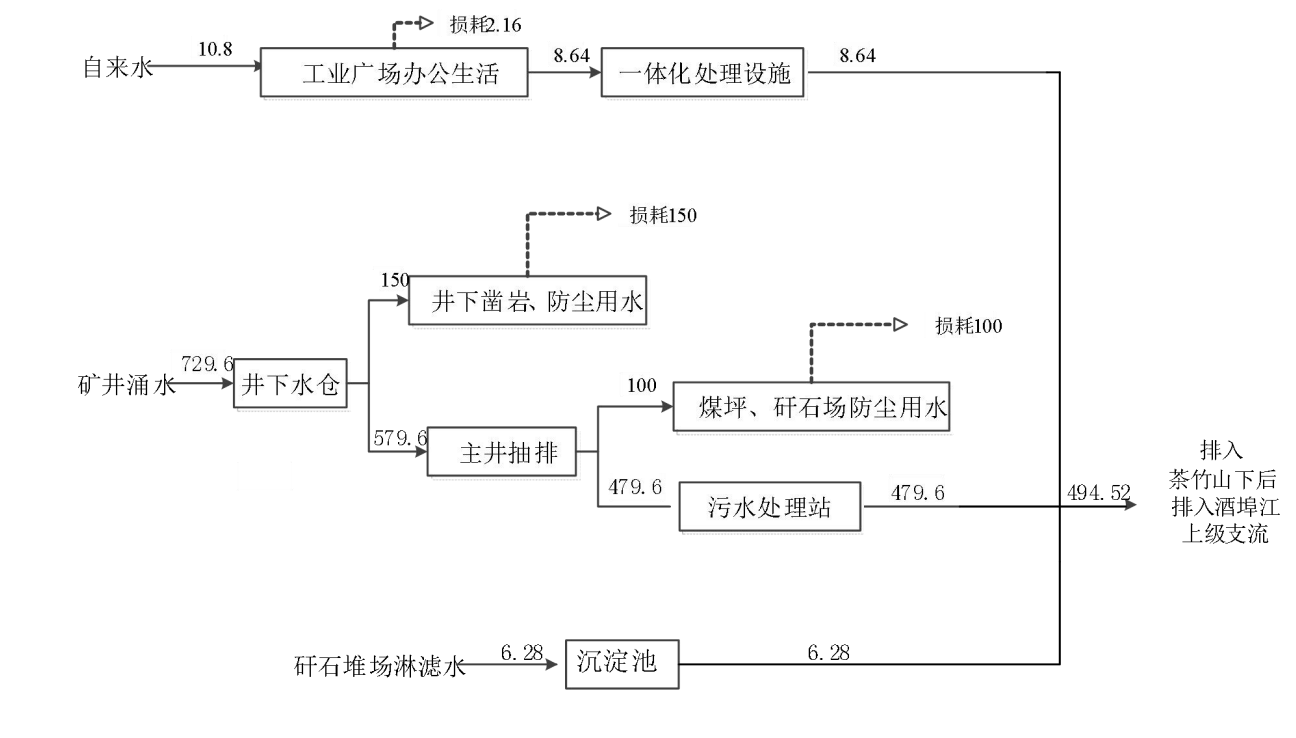 损耗2.16
自来水
10.8
工业广场办公生活
8.64
一体化处理设施
8.64
损耗150
150
井下凿岩、防尘用水
损耗100
矿井涌水
729.6
井下水仓
100
煤坪、矸石场防尘用水
579.6
主井抽排
479.6
污水处理站
479.6
494.52
排入
茶竹山下后
排入酒埠江
上级支流
矸石堆场淋滤水
6.28
沉淀池
6.28